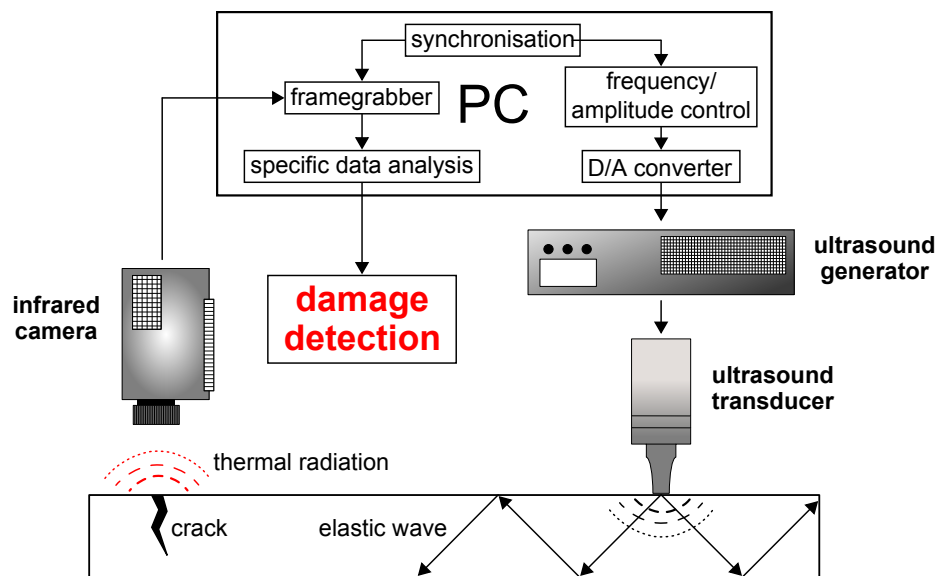 synchronisation
framegrabber
PC
frequency/
amplitude control
specific data analysis
D/A converter
ultrasound
generator
infrared
camera
damage
detection
ultrasound
transducer
thermal radiation
crack
elastic wave